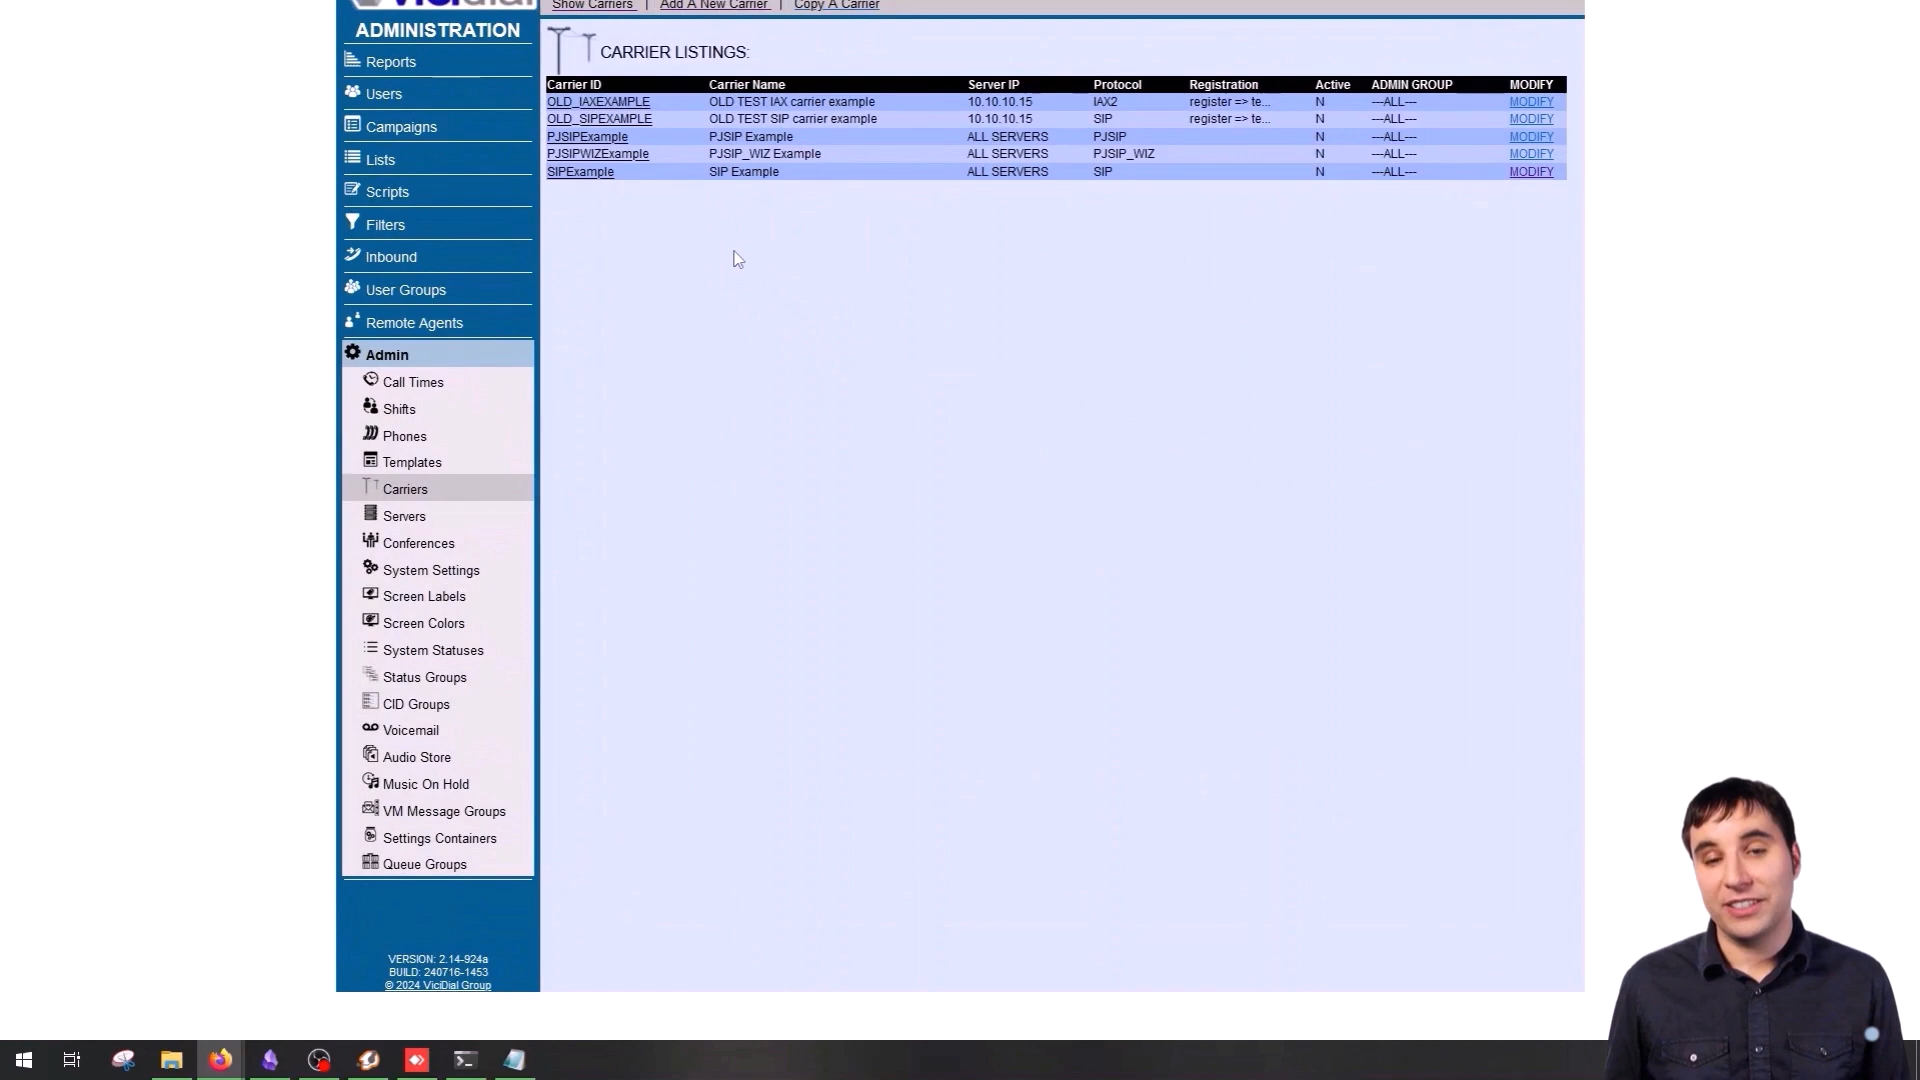 vicidial
Show Carriers | Add A New Carrier | Copy A Carrier
ADMINISTRATION
Reports
Users
Campaigns
Lists
Scripts
Filters
Inbound
User Groups
Remote Agents
Admin
Call Times
Shifts
Phones
Templates
Carriers
Servers
Conferences
System Settings
Screen Labels
Screen Colors
System Statuses
Status Groups
CID Groups
Voicemail
Audio Store
Music On Hold
VM Message Groups
Settings Containers
Queue Groups
VERSION: 2.14-924a
BUILD: 240716-1453
© 2024 ViciDial Group
CARRIER LISTINGS:
Carrier ID Carrier Name Server IP Protocol Registration Active ADMIN GROUP MODIFY
OLD_IAXEXAMPLE OLD TEST IAX carrier example 10.10.10.15 IAX2 register => te... N ---ALL--- MODIFY
OLD_SIPEXAMPLE OLD TEST SIP carrier example 10.10.10.15 SIP register => te... N ---ALL--- MODIFY
PJSIPExample PJSIP Example ALL SERVERS PJSIP N ---ALL--- MODIFY
PJSIPWIZExample PJSIP_WIZ Example ALL SERVERS PJSIP_WIZ N ---ALL--- MODIFY
SIPExample SIP Example ALL SERVERS SIP N ---ALL--- MODIFY